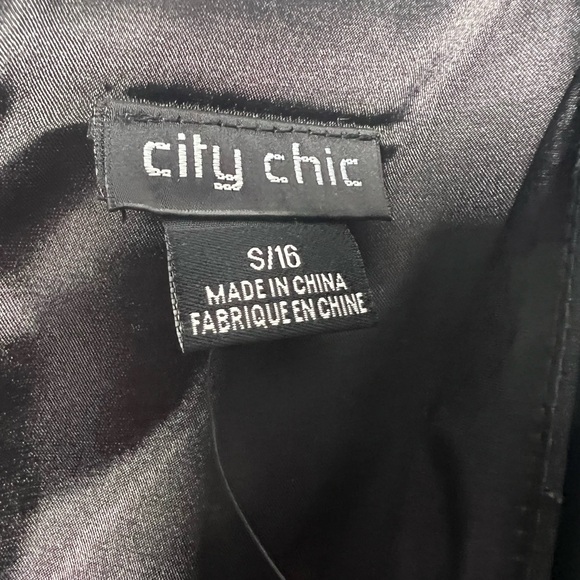 city chic
S/16
MADE IN CHINA
FABRIQUE EN CHINE